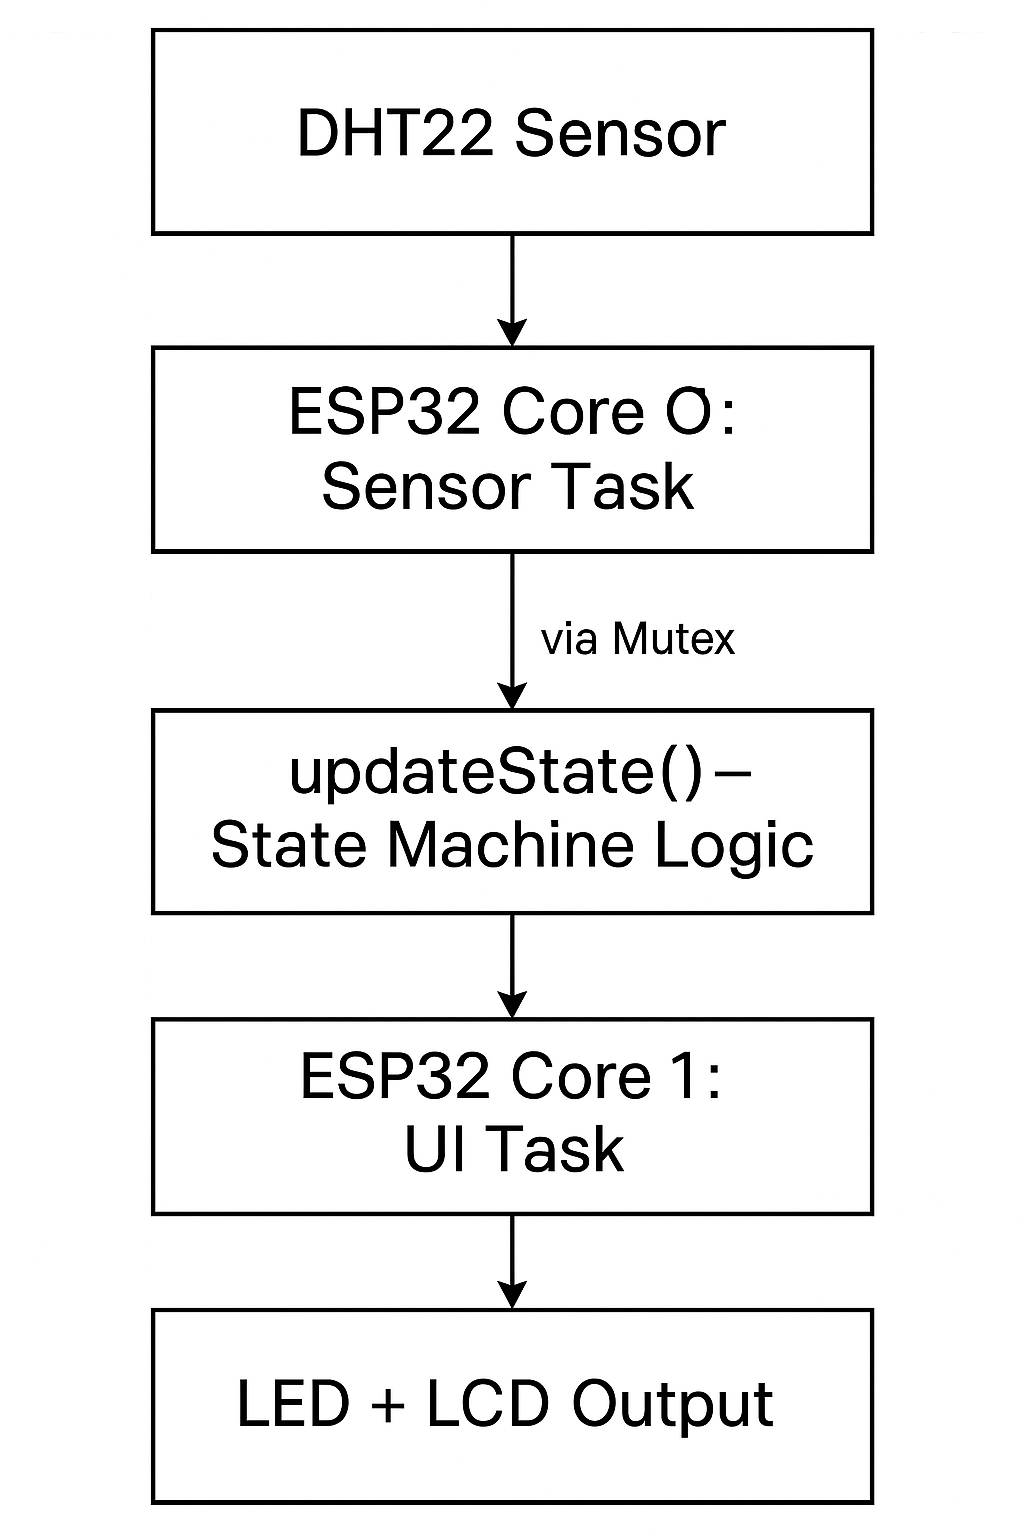 DHT22 Sensor
ESP32 Core 0:
Sensor Task
via Mutex
updateState() –
State Machine Logic
ESP32 Core 1:
UI Task
LED + LCD Output